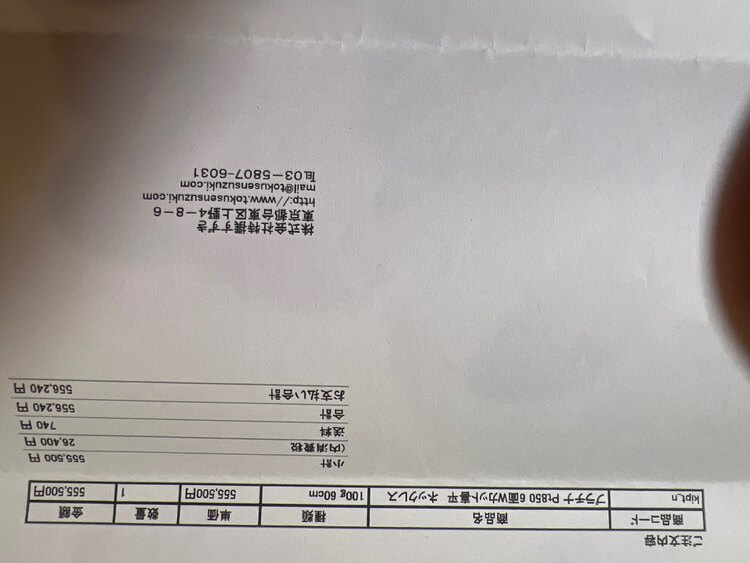 ご注文内容
商品コード 商品名 種類 単価 数量 金額
kipt_n プラチナ Pt850 6面Wカット喜平 ネックレス 100g 60cm 555,500円 1 555,500円
小計 555,500 円
(内消費税 26,400 円
送料 740 円
合計 556,240 円
お支払い合計 556,240 円
株式会社特撰すずき
東京都台東区上野4-8-6
http://www.tokusensuzuki.com
mail@tokusensuzuki.com
℡03-5807-6031